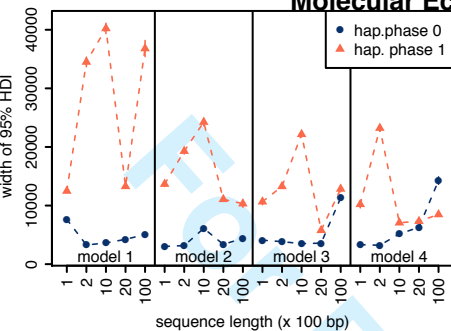 Molecular Ec
hap.phase 0
hap. phase 1
width of 95% HDI
40000
30000
20000
10000
0
model 1 model 2 model 3 model 4
1 2 10 20 100 1 2 10 20 100 1 2 10 20 100 1 2 10 20 100
sequence length (x 100 bp)
For